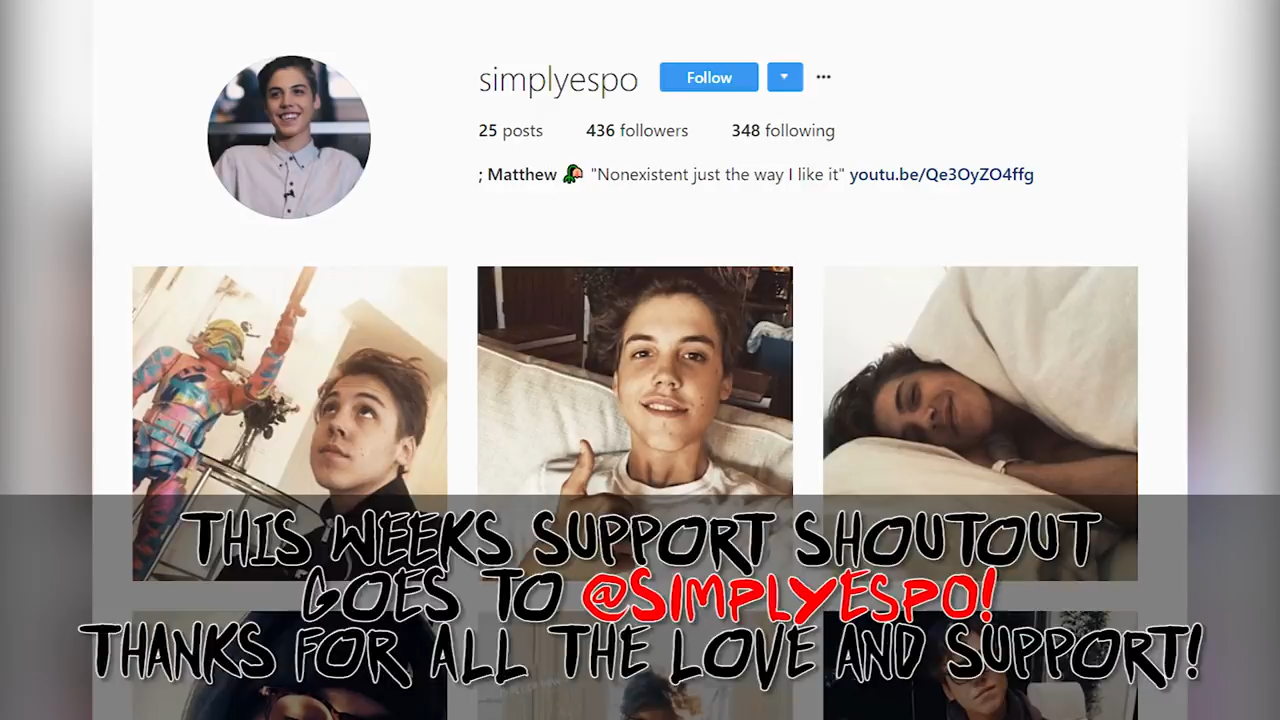 simplyespo Follow
25 posts 436 followers 348 following
; Matthew "Nonexistent just the way I like it" youtu.be/Qe3OyZO4ffg
THIS WEEKS SUPPORT SHOUTOUT
GOES TO @SIMPLYESPO!
THANKS FOR ALL THE LOVE AND SUPPORT!